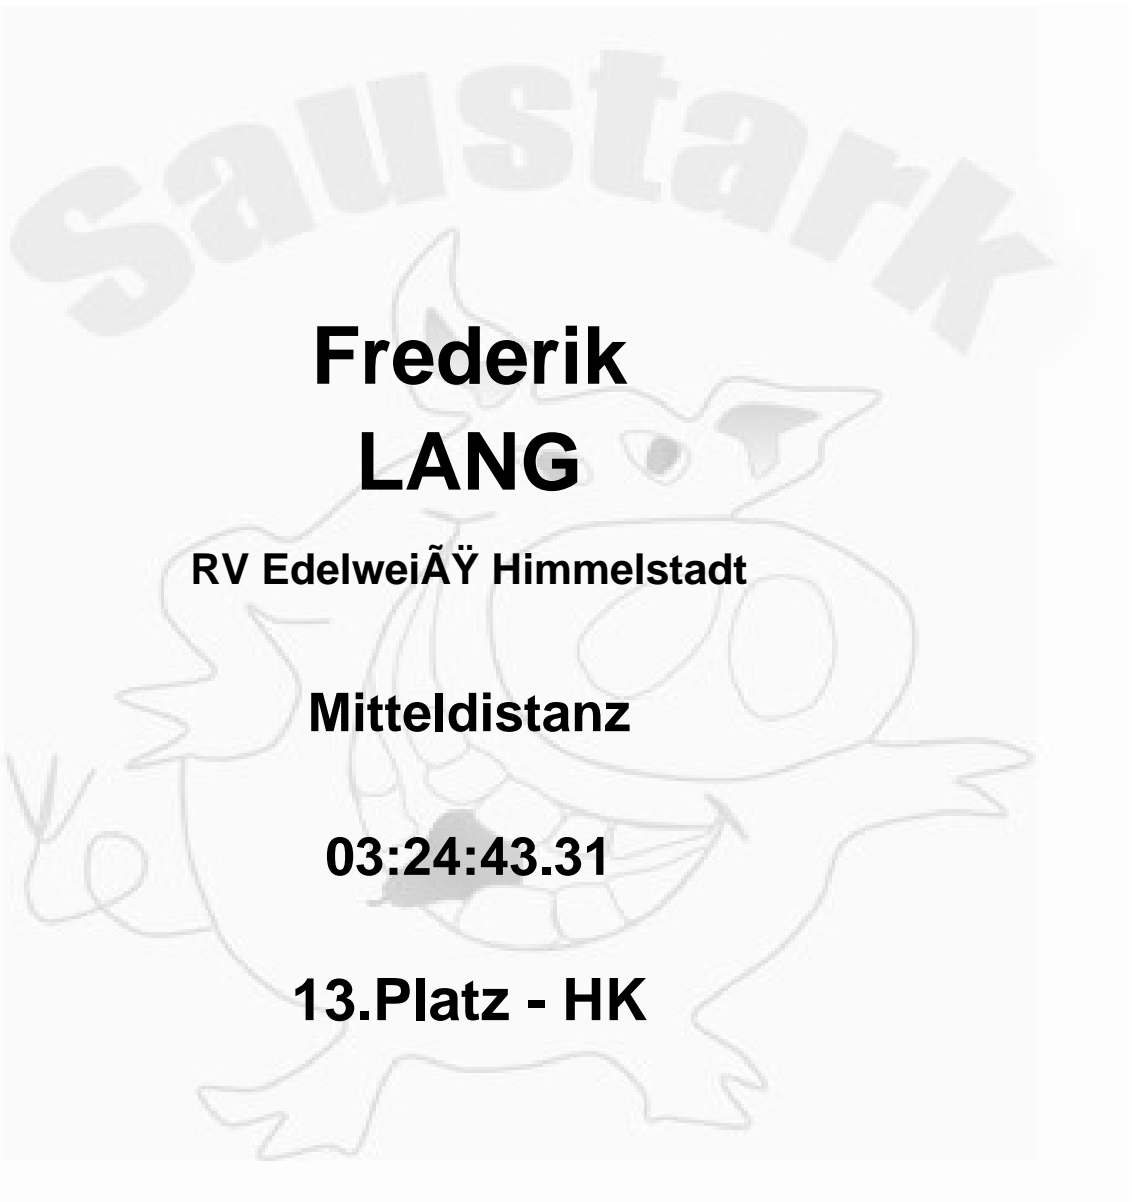 Saustark
Frederik
LANG
RV EdelweiÃŸ Himmelstadt
Mitteldistanz
03:24:43.31
13.Platz - HK